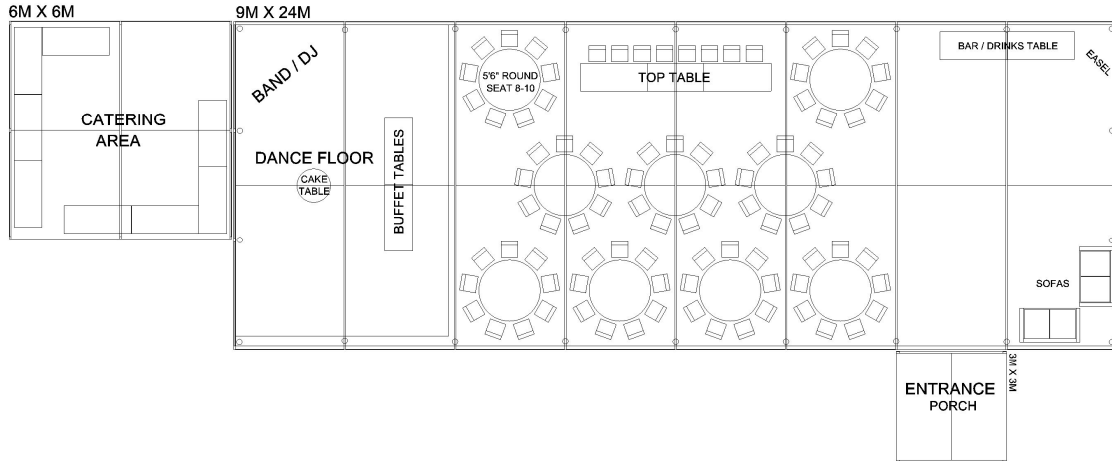 6M X 6M
9M X 24M
CATERING
AREA
BAND / DJ
DANCE FLOOR
CAKE
TABLE
BUFFET TABLES
5'6" ROUND
SEAT 8-10
TOP TABLE
BAR / DRINKS TABLE
EASEL
SOFAS
ENTRANCE
PORCH
3M X 3M